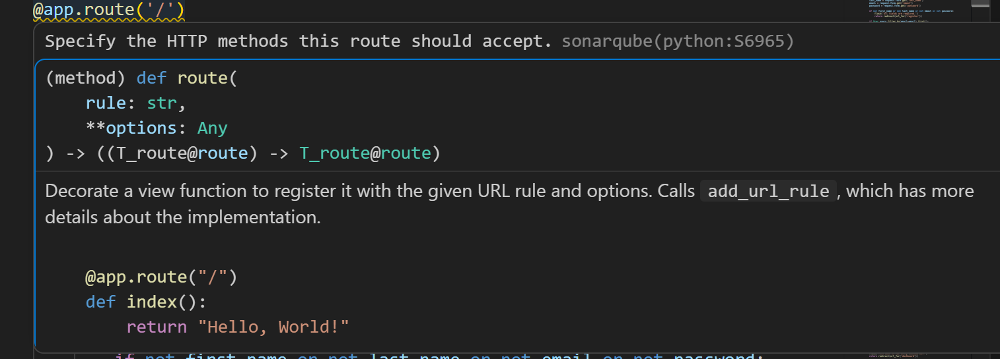 @app.route('/')
Specify the HTTP methods this route should accept. sonarqube(python:S6965)
(method) def route(
    rule: str,
    **options: Any
) -> ((T_route@route) -> T_route@route)
Decorate a view function to register it with the given URL rule and options. Calls add_url_rule, which has more
details about the implementation.
    @app.route("/")
    def index():
        return "Hello, World!"
if not first_name or not last_name or not email or not password: